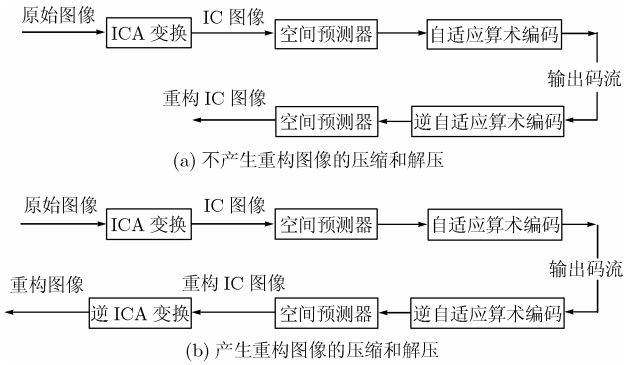 原始图像
IC 图像
ICA 变换
空间预测器
自适应算术编码
输出码流
重构 IC 图像
空间预测器
逆自适应算术编码
(a) 不产生重构图像的压缩和解压
原始图像
IC 图像
ICA 变换
空间预测器
自适应算术编码
输出码流
重构图像
重构 IC 图像
逆 ICA 变换
空间预测器
逆自适应算术编码
(b) 产生重构图像的压缩和解压